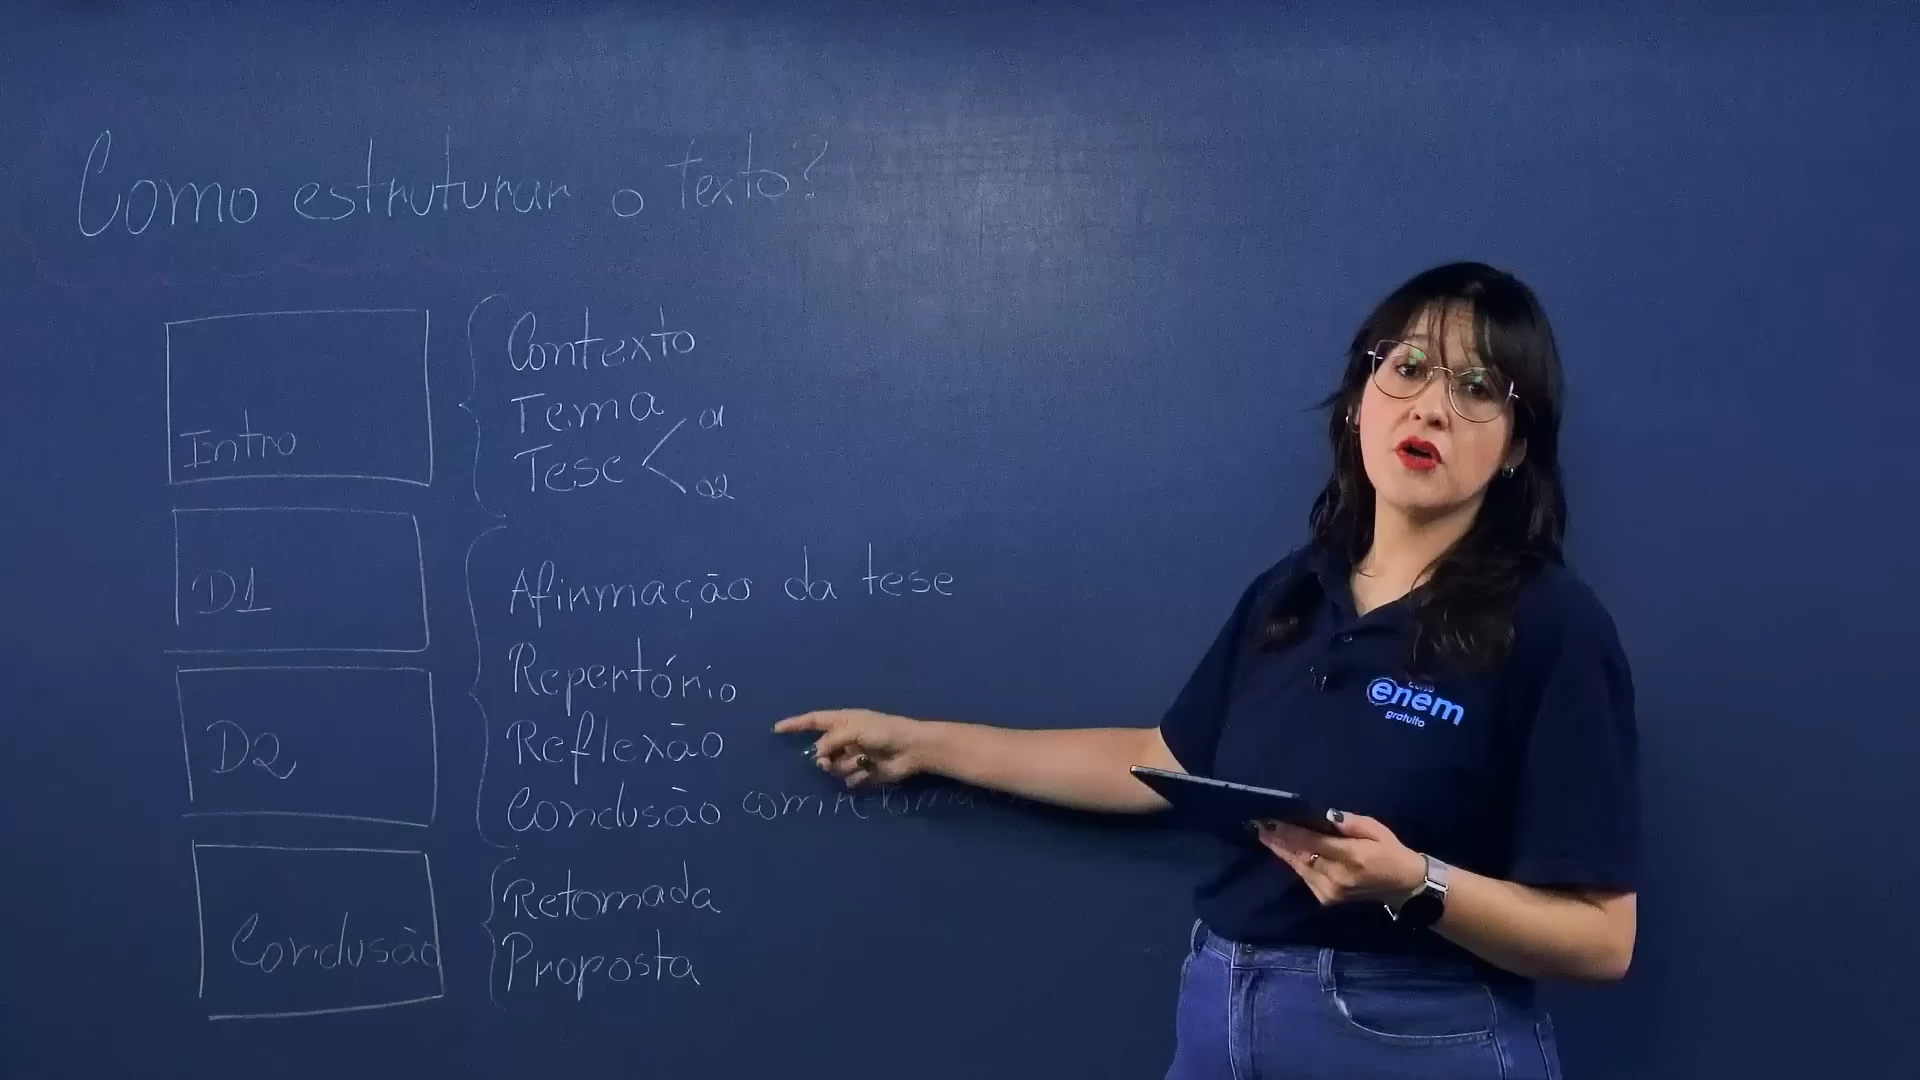 Como estruturar o texto?
Intro
Contexto
Tema
Tese
a1
a2
D1
D2
Afirmação da tese
Repertório
Reflexão
Conclusão com
Conclusão
Retomada
Proposta
enem
gratuito